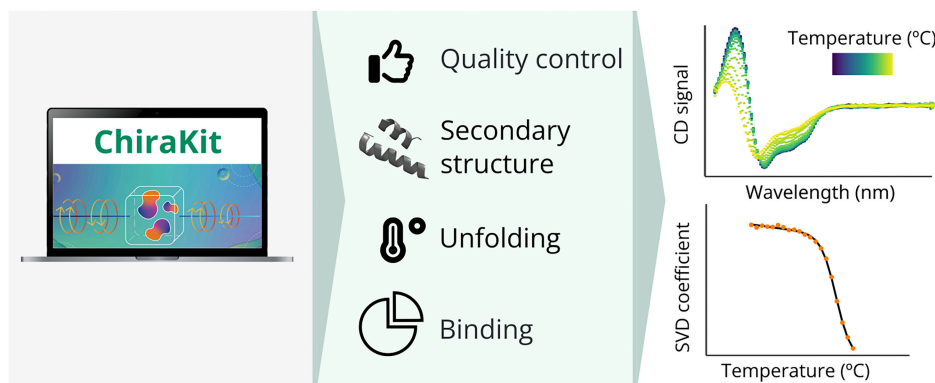 ChiraKit
Quality control
Secondary
structure
Unfolding
Binding
Temperature (ºC)
CD signal
Wavelength (nm)
SVD coefficient
Temperature (ºC)